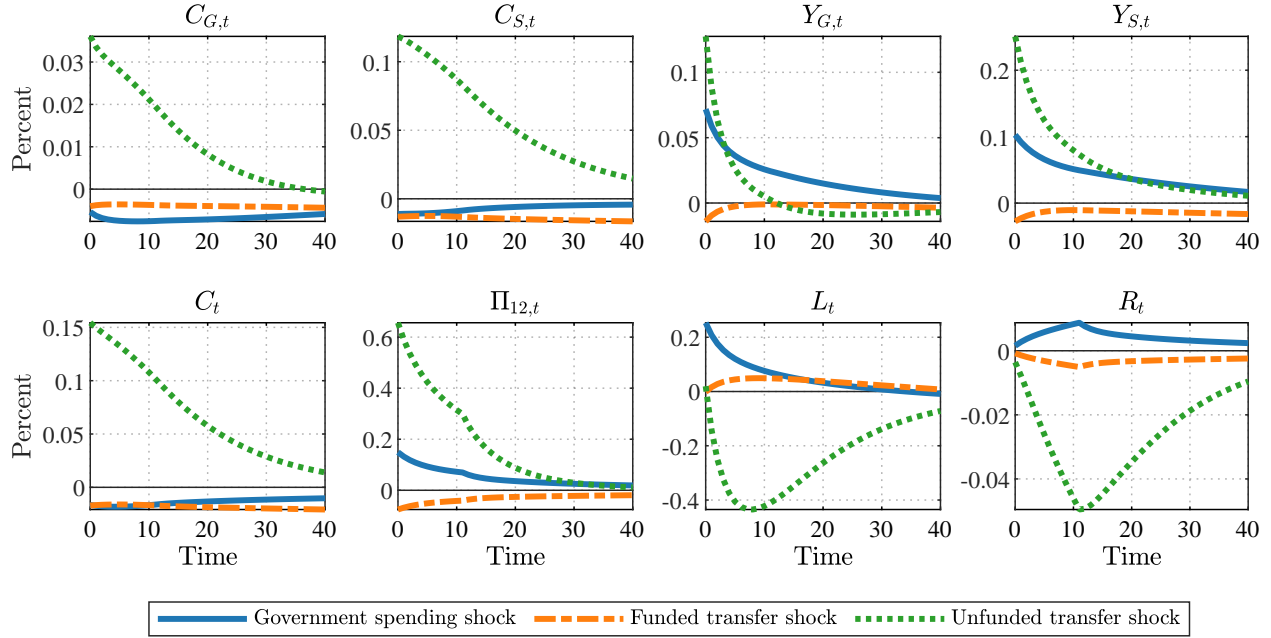 C_{G,t} C_{S,t} Y_{G,t} Y_{S,t}
Percent
0.03 0.02 0.01 0
0 10 20 30 40
0.1 0.05 0
0 10 20 30 40
0.1 0.05 0
0 10 20 30 40
0.2 0.1 0
0 10 20 30 40
C_t Π_{12,t} L_t R_t
Percent
0.15 0.1 0.05 0
0 10 20 30 40
0.6 0.4 0.2 0
0 10 20 30 40
0.2 0 -0.2 -0.4
0 10 20 30 40
0 -0.02 -0.04
0 10 20 30 40
Time Time Time Time
Government spending shock Funded transfer shock Unfunded transfer shock